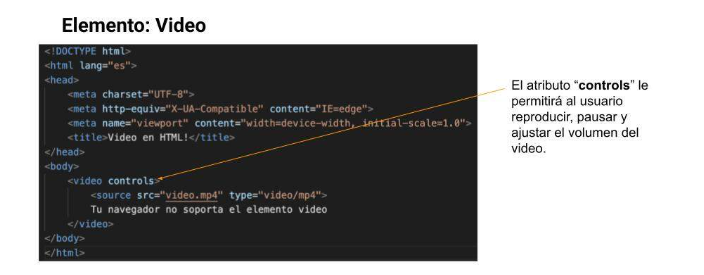 Elemento: Video
<!DOCTYPE html>
<html lang="es">
<head>
<meta charset="UTF-8">
<meta http-equiv="X-UA-Compatible" content="IE=edge">
<meta name="viewport" content="width=device-width, initial-scale=1.0">
<title>Video en HTML!</title>
</head>
<body>
<video controls>
<source src="video.mp4" type="video/mp4">
Tu navegador no soporta el elemento video
</video>
</body>
</html>
El atributo “controls” le
permitirá al usuario
reproducir, pausar y
ajustar el volumen del
video.